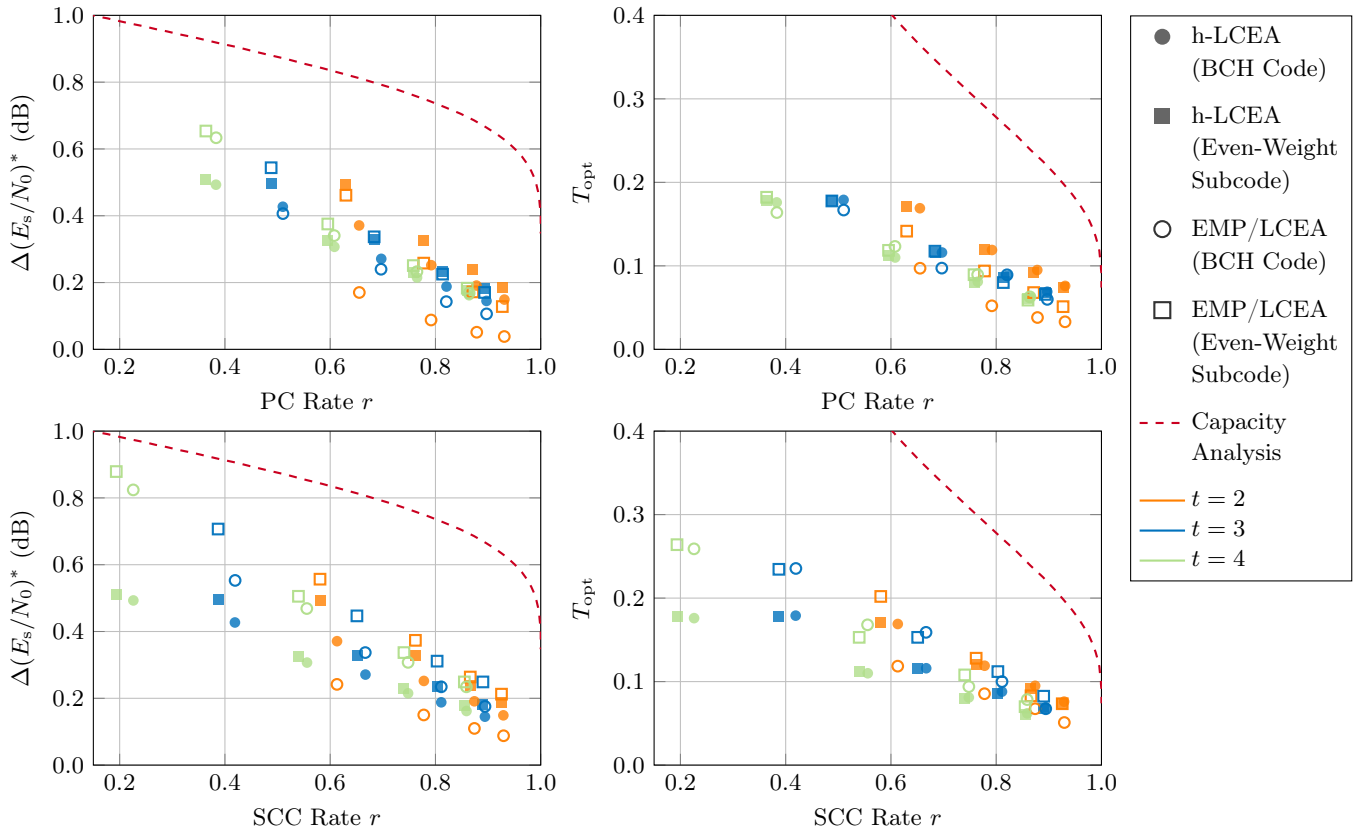 1.0
0.8
0.6
0.4
0.2
0.0
0.2
0.4
0.6
0.8
1.0
Δ(E_s/N_0)* (dB)
PC Rate r
0.4
0.3
0.2
0.1
0.0
0.2
0.4
0.6
0.8
1.0
T_opt
PC Rate r
1.0
0.8
0.6
0.4
0.2
0.0
0.2
0.4
0.6
0.8
1.0
Δ(E_s/N_0)* (dB)
SCC Rate r
0.4
0.3
0.2
0.1
0.0
0.2
0.4
0.6
0.8
1.0
T_opt
SCC Rate r
h-LCEA
(BCH Code)
h-LCEA
(Even-Weight
Subcode)
EMP/LCEA
(BCH Code)
EMP/LCEA
(Even-Weight
Subcode)
Capacity
Analysis
t = 2
t = 3
t = 4